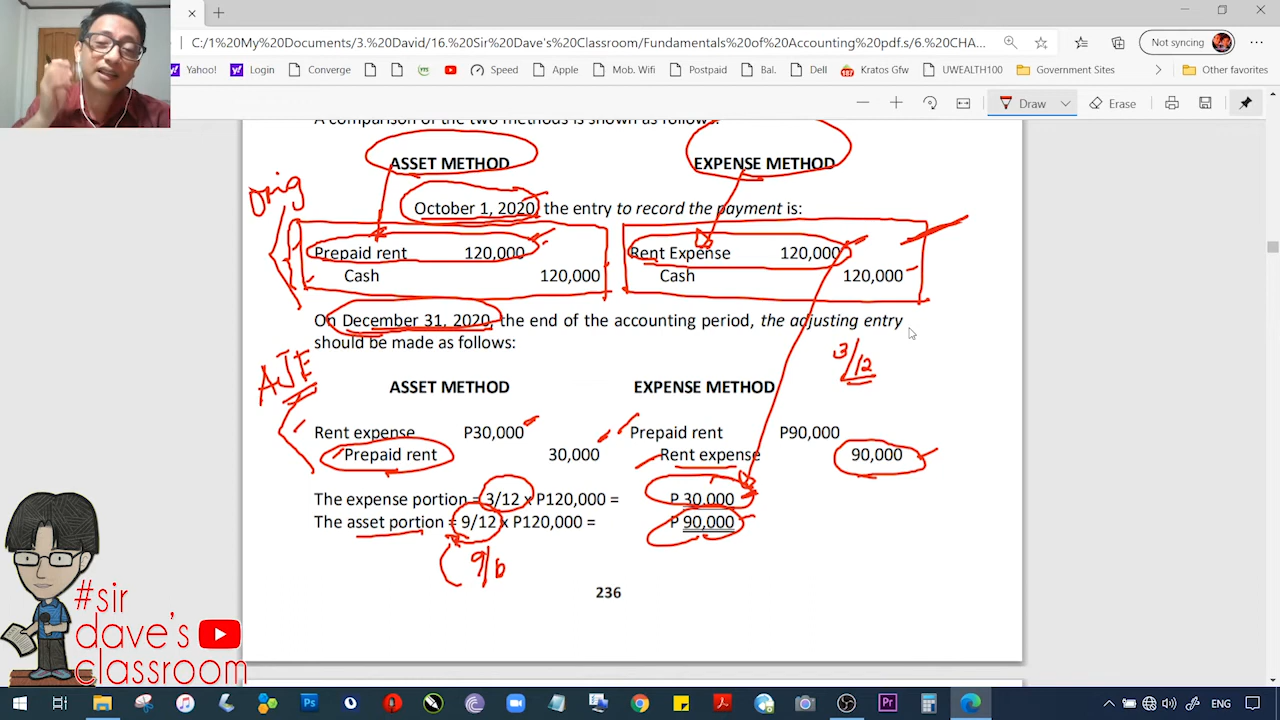 C:/1%20My%20Documents/3.%20David/16.%20Sir%20Dave's%20Classroom/Fundamentals%20of%20Accounting%20pdf.s/6.%20CHA...
Not syncing
Yahoo!
Login
Converge
YTS
Speed
Apple
Mob. Wifi
Postpaid
Bal.
Dell
Kratos Gfw
UWEALTH100
Government Sites
Other favorites
Draw
Erase
A comparison of the two methods is shown as follows:
ASSET METHOD EXPENSE METHOD
Orig
October 1, 2020, the entry to record the payment is:
Prepaid rent 120,000 Rent Expense 120,000
Cash 120,000 Cash 120,000
On December 31, 2020, the end of the accounting period, the adjusting entry
should be made as follows:
3/12
AJE
ASSET METHOD EXPENSE METHOD
Rent expense P30,000 Prepaid rent P90,000
Prepaid rent 30,000 Rent expense 90,000
The expense portion = 3/12 x P120,000 = P 30,000
The asset portion = 9/12 x P120,000 = P 90,000
236
#sir
dave's
classroom
ENG